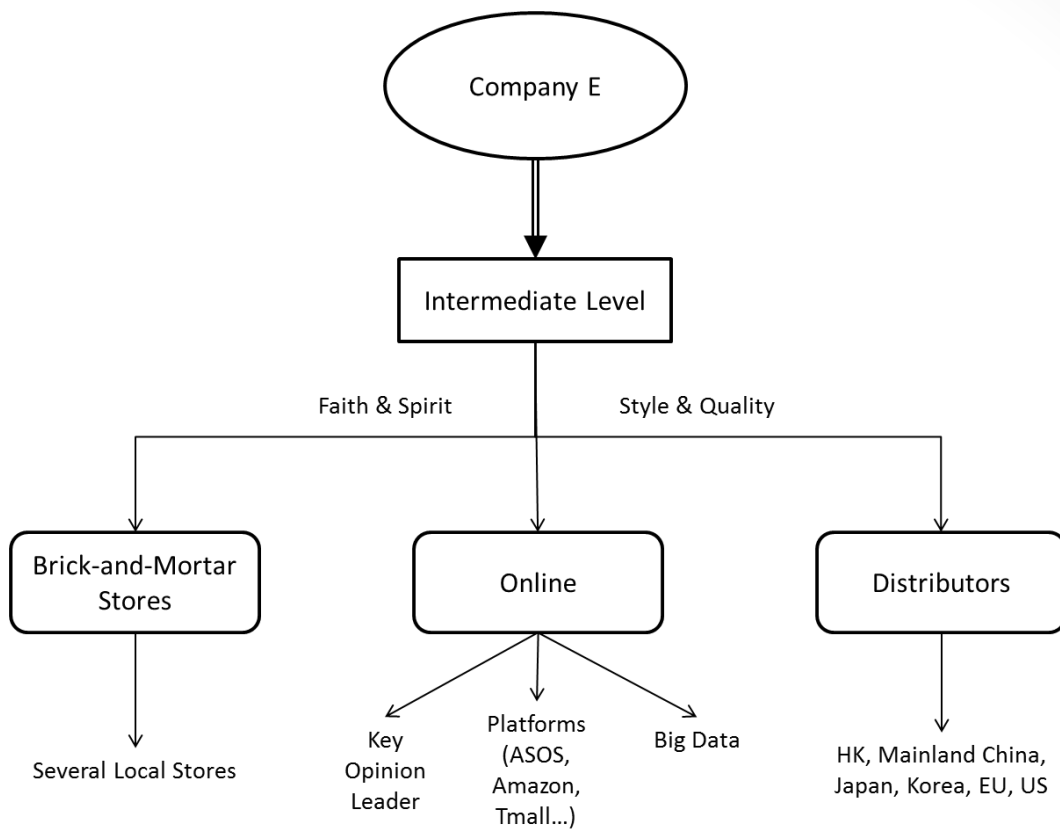 Company E
Intermediate Level
Faith & Spirit
Style & Quality
Brick-and-Mortar
Stores
Online
Distributors
Several Local Stores
Key
Opinion
Leader
Platforms
(ASOS,
Amazon,
Tmall...)
Big Data
HK, Mainland China,
Japan, Korea, EU, US